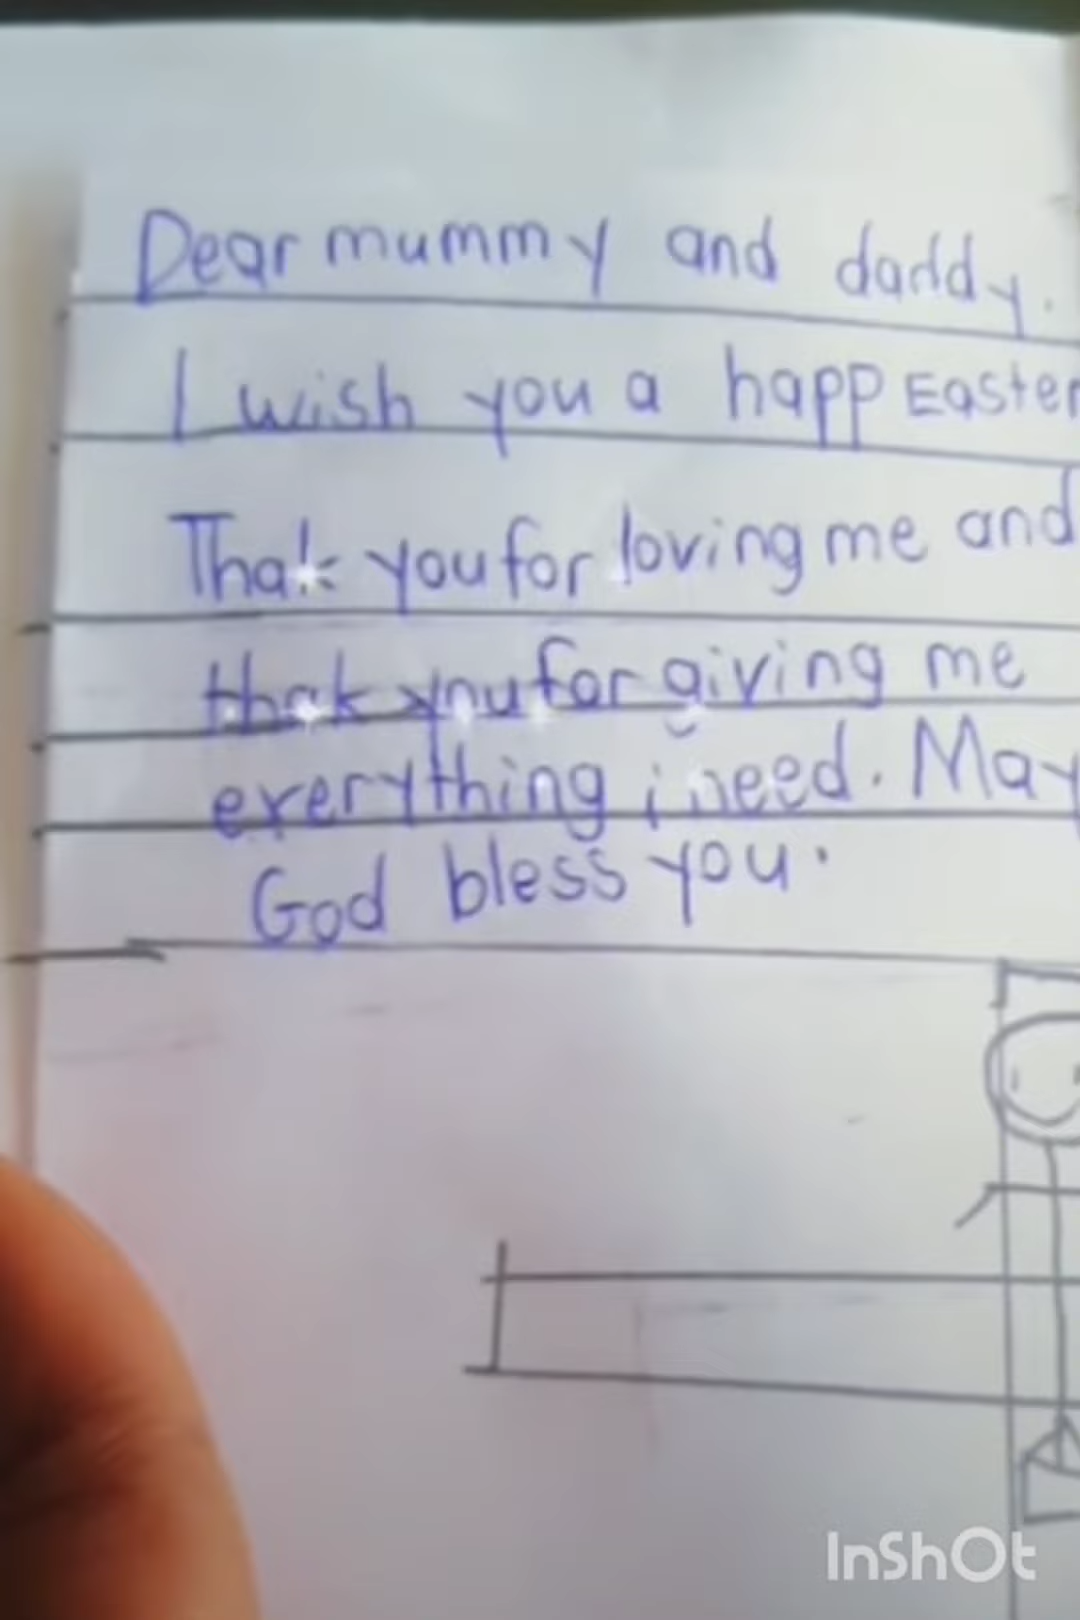 Dear mummy and daddy.
I wish you a happ Easter
Thak you for loving me and
thak you for giving me
everything i need. May
God bless you.
InShOt